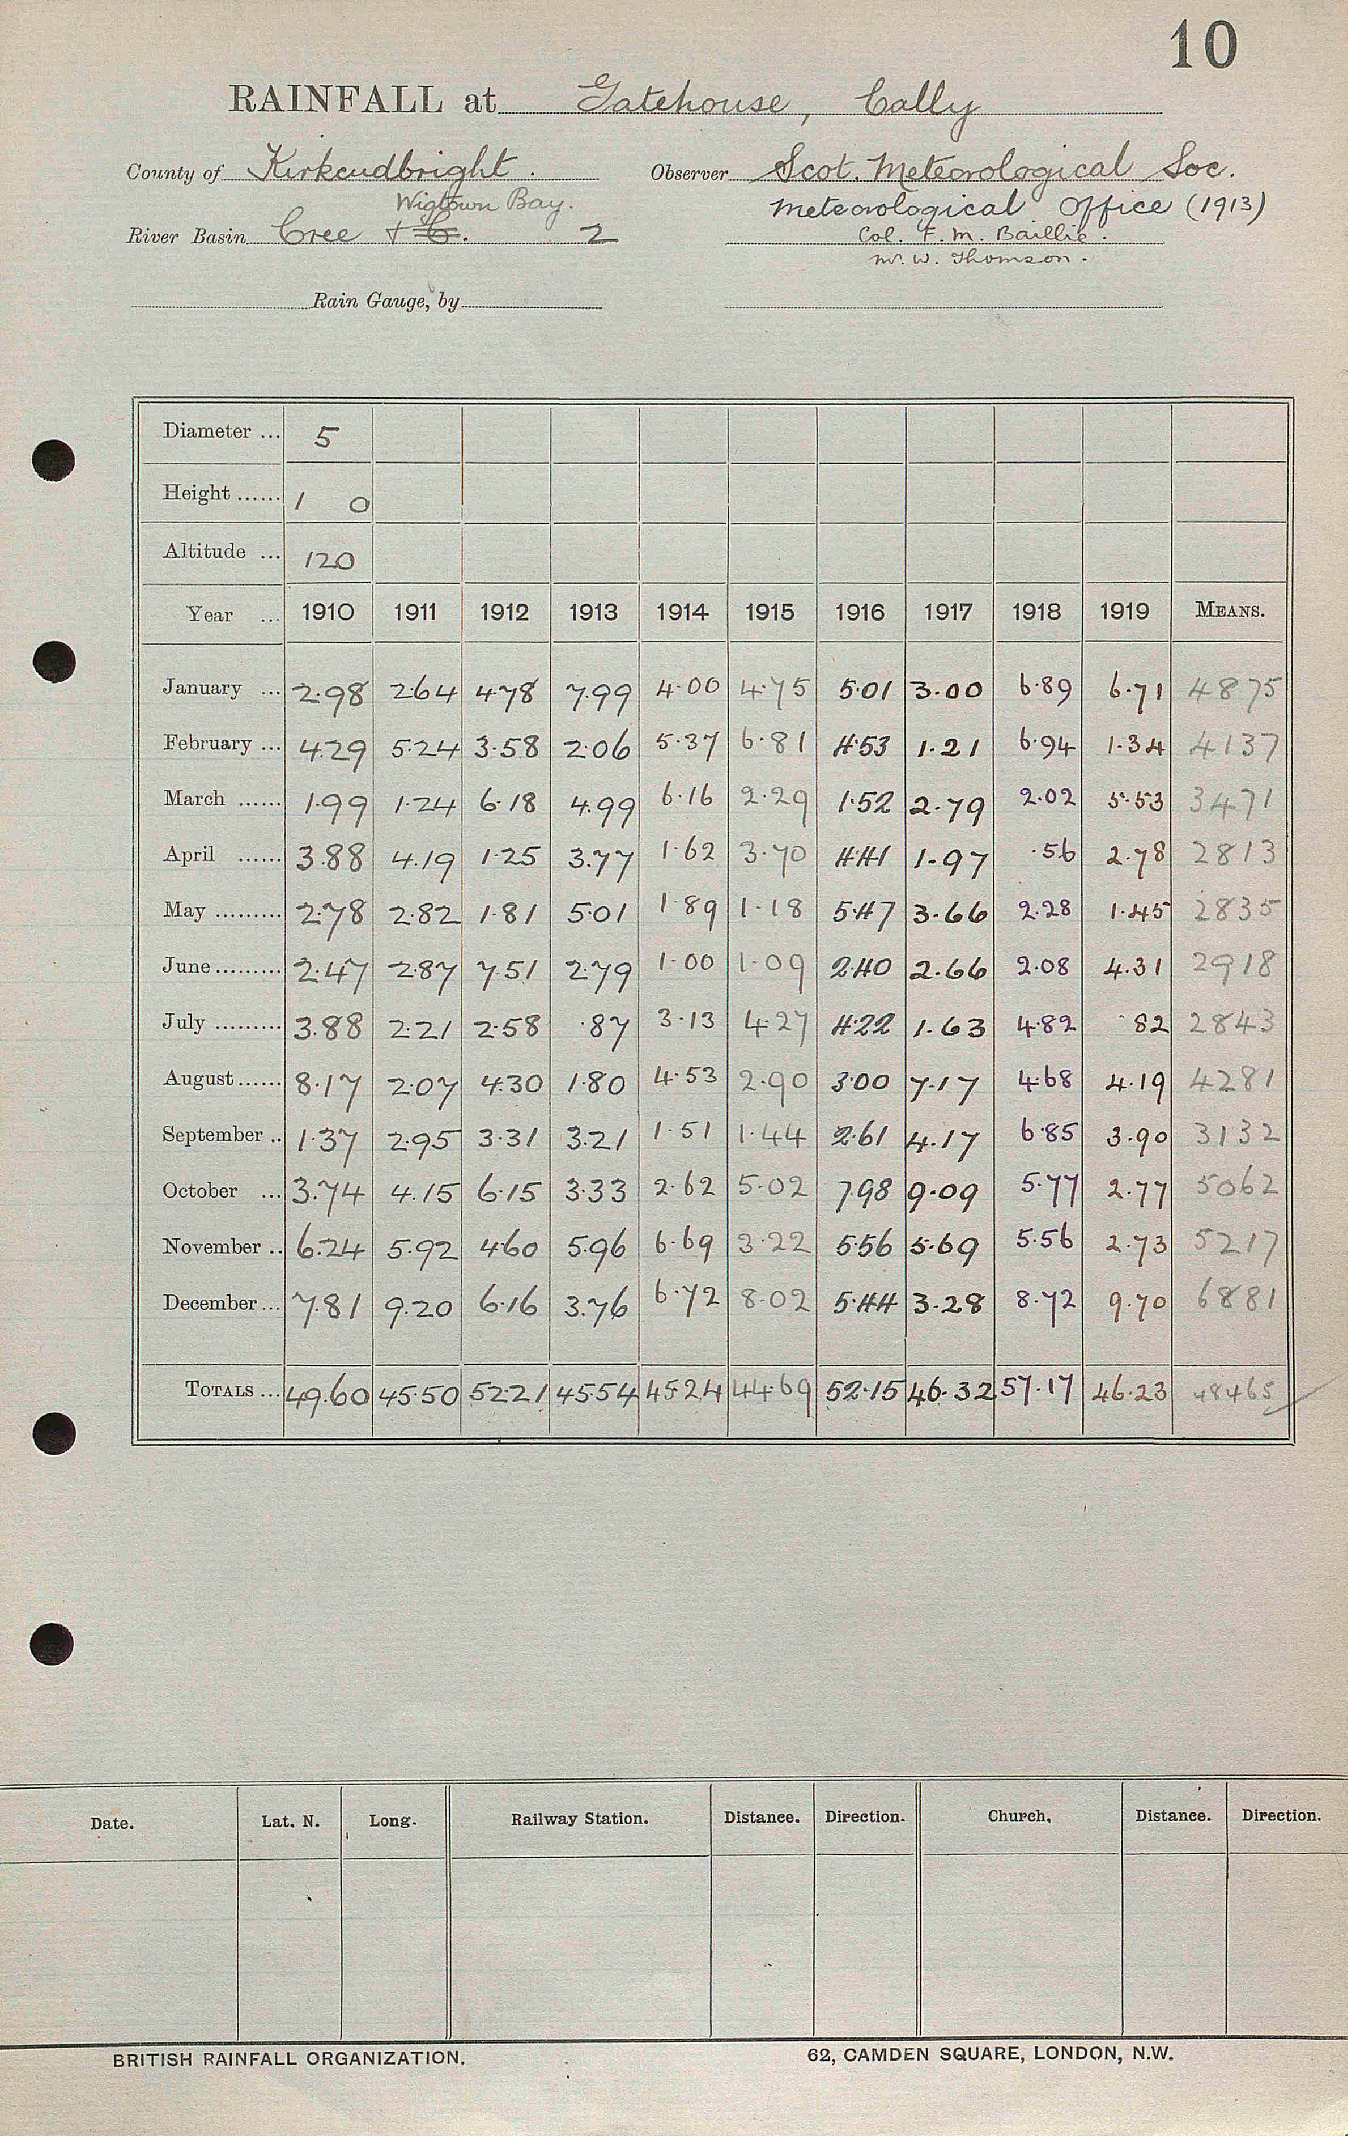 10
RAINFALL at Gatehouse, Cally
County of Kirkcudbright. Observer Scot. Meteorological Soc.
Wigtown Bay. Meteorological Office (1913)
River Basin Cree & 2 Col. F. M. Baillie.
Mr. W. Thomson.
Rain Gauge, by
Diameter ... 5
Height ...... 1 0
Altitude ... 120
Year ... 1910 1911 1912 1913 1914 1915 1916 1917 1918 1919 MEANS.
January ... 2.98 2.64 4.78 7.99 4.00 4.75 5.01 3.00 6.89 6.71 4875
February ... 4.29 5.24 3.58 2.06 5.37 6.81 4.53 1.21 6.94 1.34 4137
March ...... 1.99 1.24 6.18 4.99 6.16 2.29 1.52 2.79 2.02 5.53 3471
April ...... 3.88 4.19 1.25 3.77 1.62 3.70 4.41 1.97 .56 2.78 2813
May ......... 2.78 2.82 1.81 5.01 1.89 1.18 5.47 3.66 2.28 1.45 2835
June ......... 2.47 2.87 7.51 2.79 1.00 1.09 2.40 2.66 2.08 4.31 2918
July ......... 3.88 2.21 2.58 .87 3.13 4.27 4.22 1.63 4.82 .82 2843
August ...... 8.17 2.07 4.30 1.80 4.53 2.90 3.00 7.17 4.68 4.19 4281
September .. 1.37 2.95 3.31 3.21 1.51 1.44 2.61 4.17 6.85 3.90 3132
October ... 3.74 4.15 6.15 3.33 2.62 5.02 7.98 9.09 5.77 2.77 5062
November .. 6.24 5.92 4.60 5.96 6.69 3.22 5.56 5.69 5.56 2.73 5217
December ... 7.81 9.20 6.16 3.76 6.72 8.02 5.44 3.28 8.72 9.70 6881
TOTALS ... 49.60 45.50 52.21 45.54 45.24 44.69 52.15 46.32 57.17 46.23 48465
Date. Lat. N. Long. Railway Station. Distance. Direction. Church. Distance. Direction.
BRITISH RAINFALL ORGANIZATION. 62, CAMDEN SQUARE, LONDON, N.W.